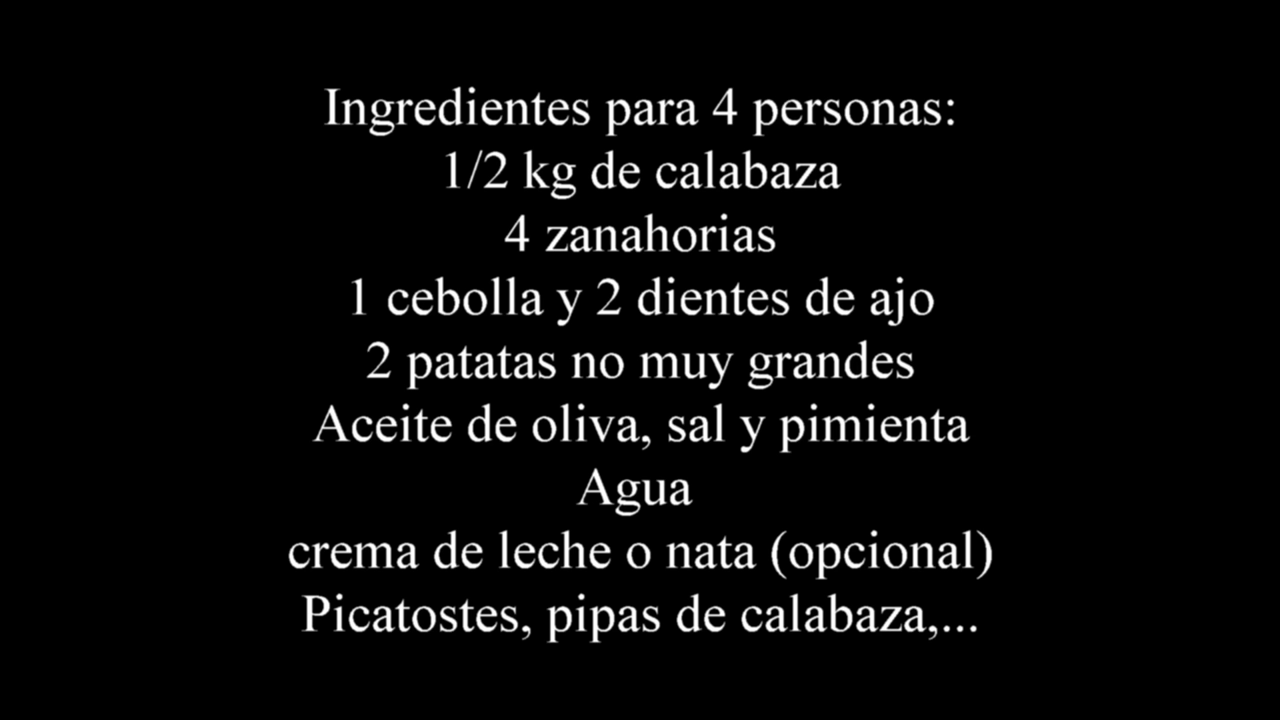 Ingredientes para 4 personas:
1/2 kg de calabaza
4 zanahorias
1 cebolla y 2 dientes de ajo
2 patatas no muy grandes
Aceite de oliva, sal y pimienta
Agua
crema de leche o nata (opcional)
Picatostes, pipas de calabaza,...